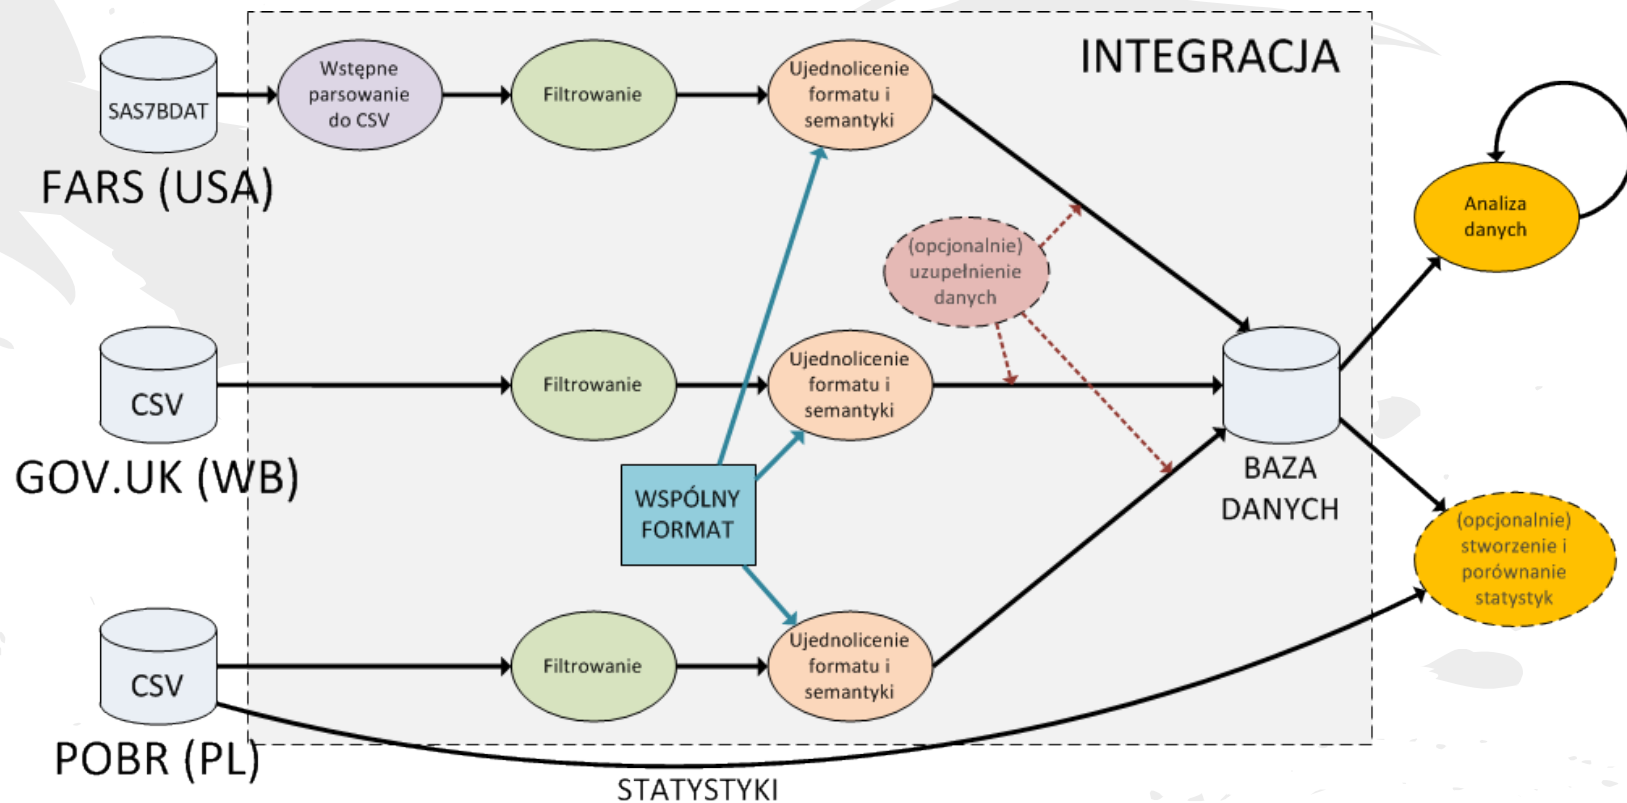 INTEGRACJA
SAS7BDAT
FARS (USA)
Wstępne
parsowanie
do CSV
Filtrowanie
Ujednolicenie
formatu i
semantyki
(opcjonalnie)
uzupełnienie
danych
Analiza
danych
CSV
GOV.UK (WB)
Filtrowanie
Ujednolicenie
formatu i
semantyki
WSPÓLNY
FORMAT
BAZA
DANYCH
(opcjonalnie)
stworzenie i
porównanie
statystyk
CSV
POBR (PL)
Filtrowanie
Ujednolicenie
formatu i
semantyki
STATYSTYKI